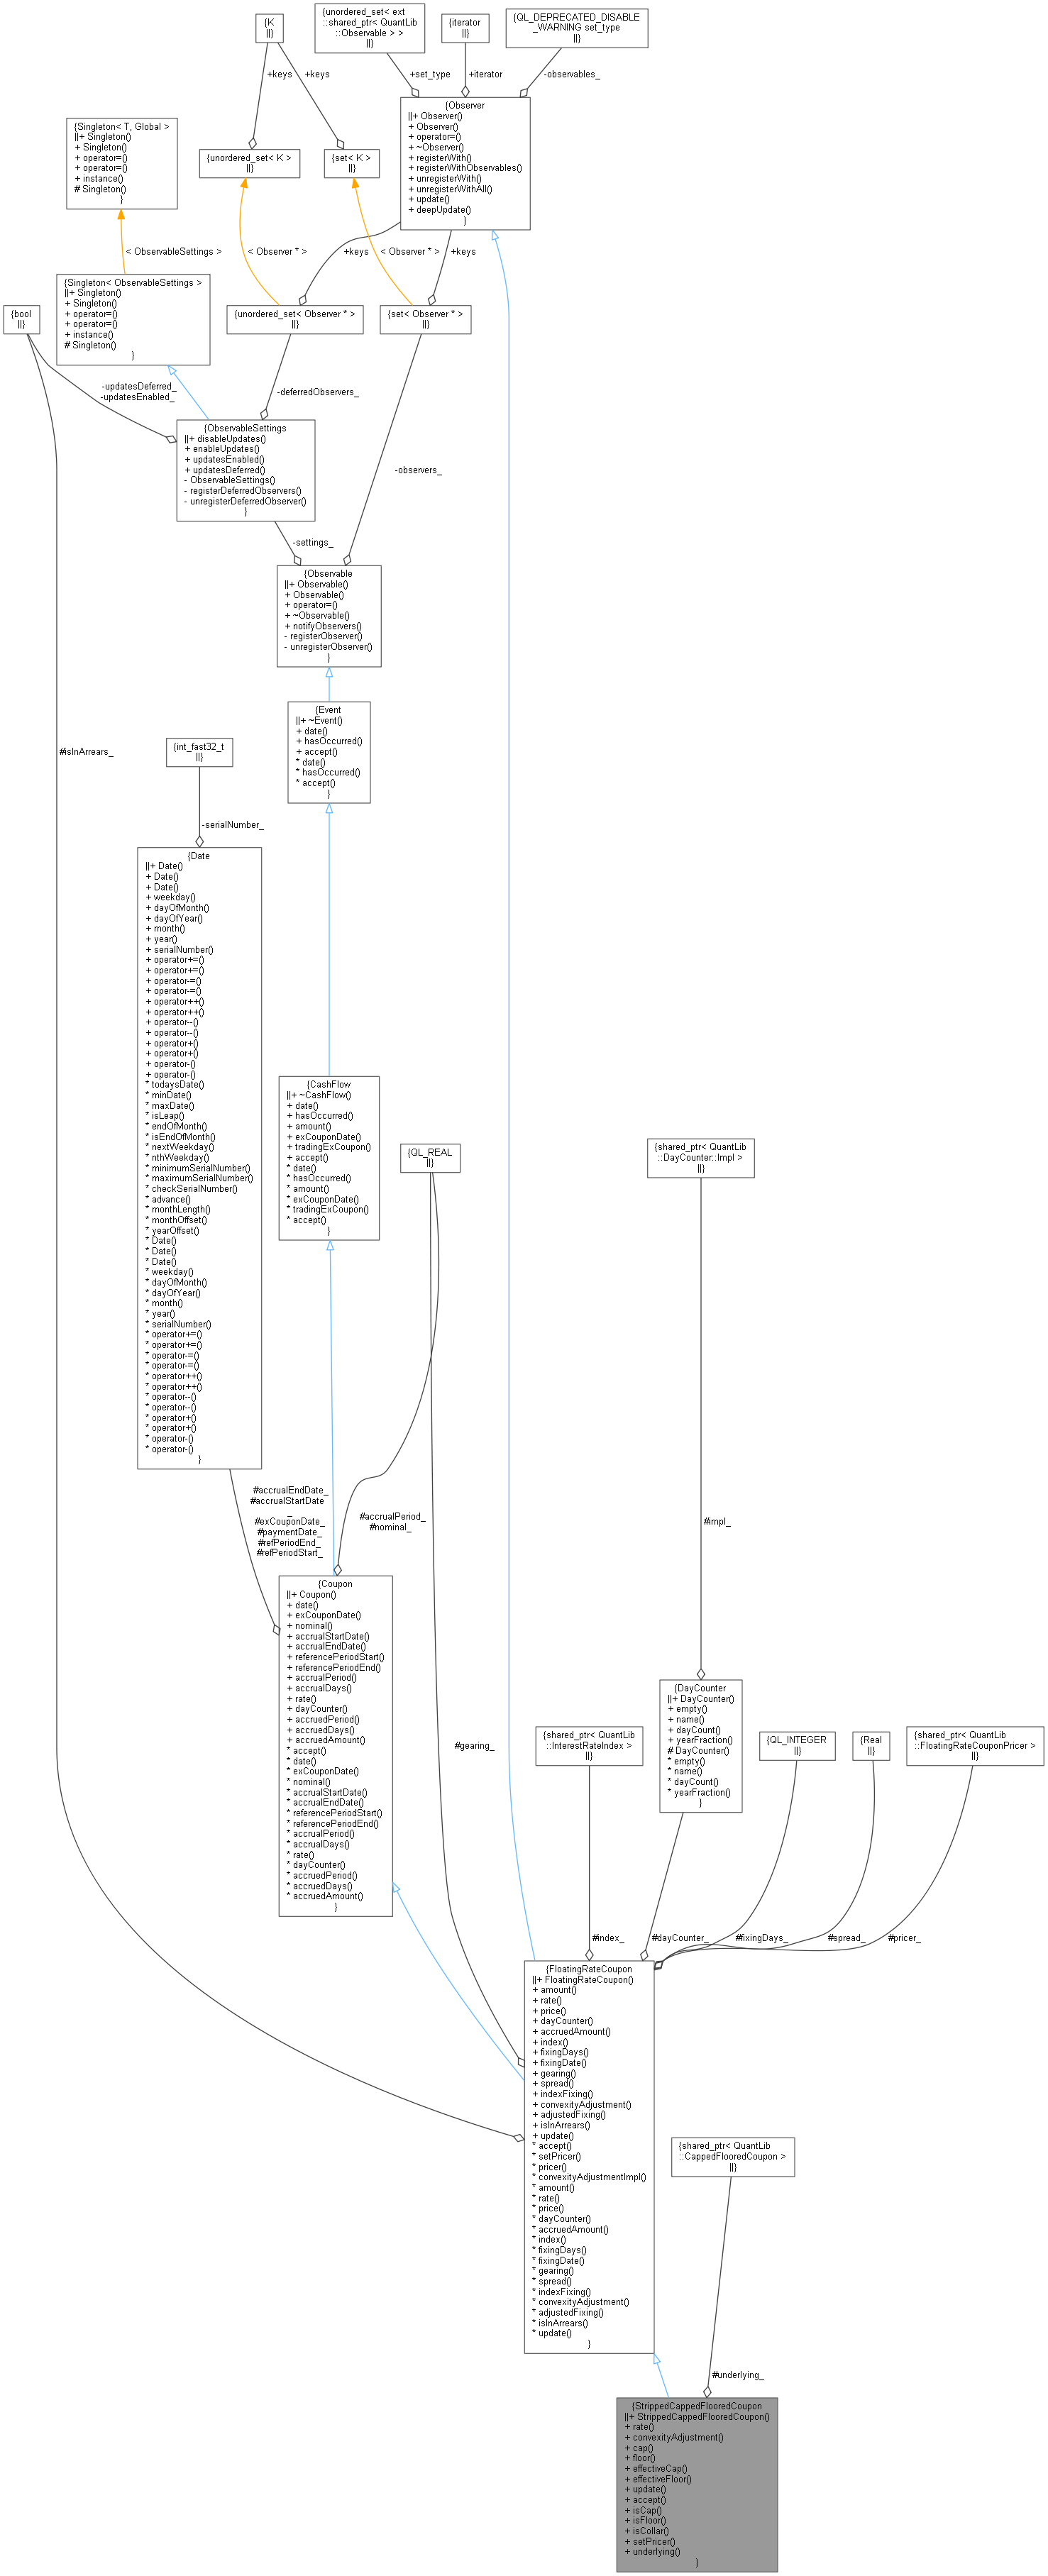 {K
||}
{unordered_set< ext
::shared_ptr< QuantLib
::Observable > >
||}
{iterator
||}
{QL_DEPRECATED_DISABLE
_WARNING set_type
||}
+keys
+keys
+set_type
+iterator
-observables_
{Singleton< T, Global >
||+ Singleton()
+ Singleton()
+ operator=()
+ operator=()
+ instance()
# Singleton()
}
{unordered_set< K >
||}
{set< K >
||}
{Observer
||+ Observer()
+ Observer()
+ operator=()
+ ~Observer()
+ registerWith()
+ registerWithObservables()
+ unregisterWith()
+ unregisterWithAll()
+ update()
+ deepUpdate()
}
< ObservableSettings >
< Observer * >
+keys
< Observer * >
+keys
{Singleton< ObservableSettings >
||+ Singleton()
+ Singleton()
+ operator=()
+ operator=()
+ instance()
# Singleton()
}
{bool
||}
{unordered_set< Observer * >
||}
{set< Observer * >
||}
-updatesDeferred_
-updatesEnabled_
-deferredObservers_
{ObservableSettings
||+ disableUpdates()
+ enableUpdates()
+ updatesEnabled()
+ updatesDeferred()
- ObservableSettings()
- registerDeferredObservers()
- unregisterDeferredObserver()
}
-observers_
-settings_
{Observable
||+ Observable()
+ Observable()
+ operator=()
+ ~Observable()
+ notifyObservers()
- registerObserver()
- unregisterObserver()
}
{Event
||+ ~Event()
+ date()
+ hasOccurred()
+ accept()
* date()
* hasOccurred()
* accept()
}
#isInArrears_
{int_fast32_t
||}
-serialNumber_
{Date
||+ Date()
+ Date()
+ Date()
+ weekday()
+ dayOfMonth()
+ dayOfYear()
+ month()
+ year()
+ serialNumber()
+ operator+=()
+ operator+=()
+ operator-=()
+ operator-=()
+ operator++()
+ operator++()
+ operator--()
+ operator--()
+ operator+()
+ operator+()
+ operator-()
+ operator-()
* todaysDate()
* minDate()
* maxDate()
* isLeap()
* endOfMonth()
* isEndOfMonth()
* nextWeekday()
* nthWeekday()
* minimumSerialNumber()
* maximumSerialNumber()
* checkSerialNumber()
* advance()
* monthLength()
* monthOffset()
* yearOffset()
* Date()
* Date()
* Date()
* weekday()
* dayOfMonth()
* dayOfYear()
* month()
* year()
* serialNumber()
* operator+=()
* operator+=()
* operator-=()
* operator-=()
* operator++()
* operator++()
* operator--()
* operator--()
* operator+()
* operator+()
* operator-()
* operator-()
}
{CashFlow
||+ ~CashFlow()
+ date()
+ hasOccurred()
+ amount()
+ exCouponDate()
+ tradingExCoupon()
+ accept()
* date()
* hasOccurred()
* amount()
* exCouponDate()
* tradingExCoupon()
* accept()
}
{QL_REAL
||}
{shared_ptr< QuantLib
::DayCounter::Impl >
||}
#accrualEndDate_
#accrualStartDate
_
#exCouponDate_
#paymentDate_
#refPeriodEnd_
#refPeriodStart_
#accrualPeriod_
#nominal_
#impl_
{Coupon
||+ Coupon()
+ date()
+ exCouponDate()
+ nominal()
+ accrualStartDate()
+ accrualEndDate()
+ referencePeriodStart()
+ referencePeriodEnd()
+ accrualPeriod()
+ accrualDays()
+ rate()
+ dayCounter()
+ accruedPeriod()
+ accruedDays()
+ accruedAmount()
* accept()
* date()
* exCouponDate()
* nominal()
* accrualStartDate()
* accrualEndDate()
* referencePeriodStart()
* referencePeriodEnd()
* accrualPeriod()
* accrualDays()
* rate()
* dayCounter()
* accruedPeriod()
* accruedDays()
* accruedAmount()
}
#gearing_
{shared_ptr< QuantLib
::InterestRateIndex >
||}
{DayCounter
||+ DayCounter()
+ empty()
+ name()
+ dayCount()
+ yearFraction()
# DayCounter()
* empty()
* name()
* dayCount()
* yearFraction()
}
{QL_INTEGER
||}
{Real
||}
{shared_ptr< QuantLib
::FloatingRateCouponPricer >
||}
#index_
#dayCounter_
#fixingDays_
#spread_
#pricer_
{FloatingRateCoupon
||+ FloatingRateCoupon()
+ amount()
+ rate()
+ price()
+ dayCounter()
+ accruedAmount()
+ index()
+ fixingDays()
+ fixingDate()
+ gearing()
+ spread()
+ indexFixing()
+ convexityAdjustment()
+ adjustedFixing()
+ isInArrears()
+ update()
* accept()
* setPricer()
* pricer()
* convexityAdjustmentImpl()
* amount()
* rate()
* price()
* dayCounter()
* accruedAmount()
* index()
* fixingDays()
* fixingDate()
* gearing()
* spread()
* indexFixing()
* convexityAdjustment()
* adjustedFixing()
* isInArrears()
* update()
}
{shared_ptr< QuantLib
::CappedFlooredCoupon >
||}
#underlying_
{StrippedCappedFlooredCoupon
||+ StrippedCappedFlooredCoupon()
+ rate()
+ convexityAdjustment()
+ cap()
+ floor()
+ effectiveCap()
+ effectiveFloor()
+ update()
+ accept()
+ isCap()
+ isFloor()
+ isCollar()
+ setPricer()
+ underlying()
}